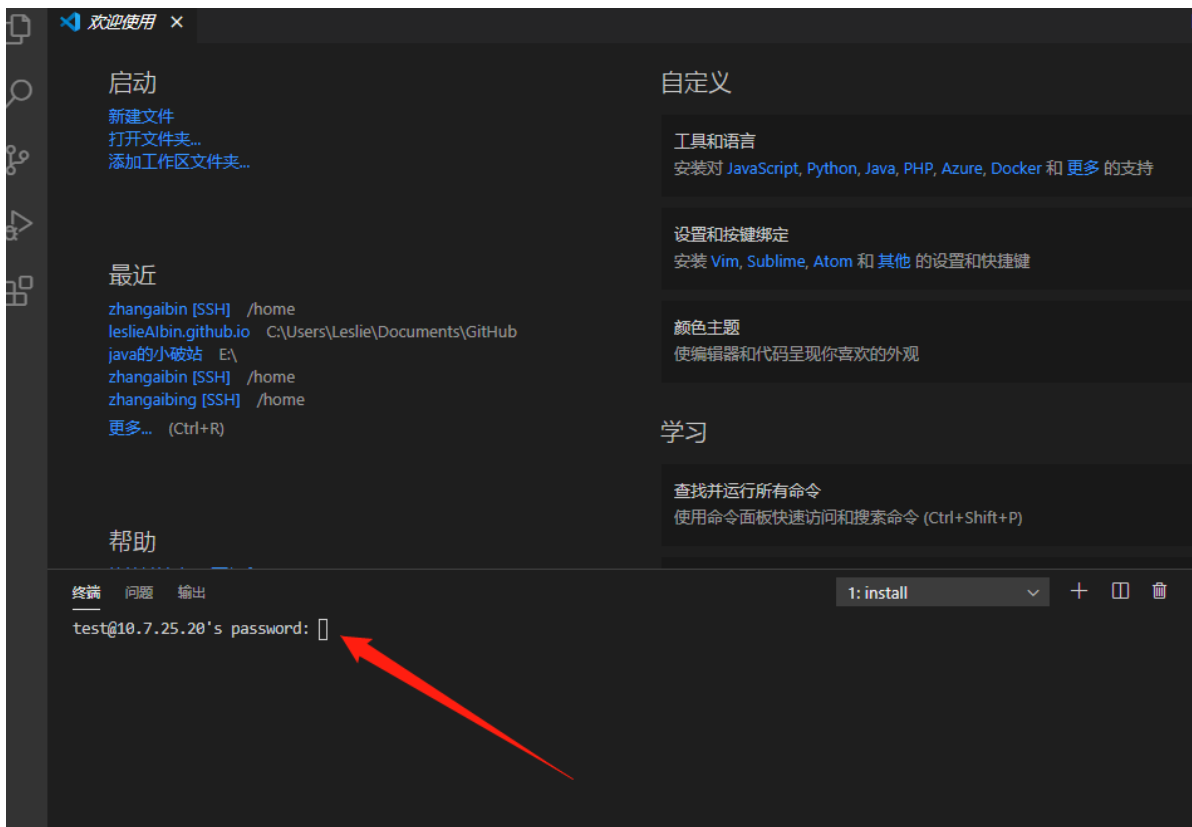 欢迎使用
启动
新建文件
打开文件夹...
添加工作区文件夹...
最近
zhangaibin [SSH] /home
leslieAIbin.github.io C:\Users\Leslie\Documents\GitHub
java的小破站 E:\
zhangaibin [SSH] /home
zhangaibing [SSH] /home
更多... (Ctrl+R)
帮助
自定义
工具和语言
安装对 JavaScript, Python, Java, PHP, Azure, Docker 和 更多 的支持
设置和按键绑定
安装 Vim, Sublime, Atom 和 其他 的设置和快捷键
颜色主题
使编辑器和代码呈现你喜欢的外观
学习
查找并运行所有命令
使用命令面板快速访问和搜索命令 (Ctrl+Shift+P)
终端 问题 输出 1: install
test@10.7.25.20's password: